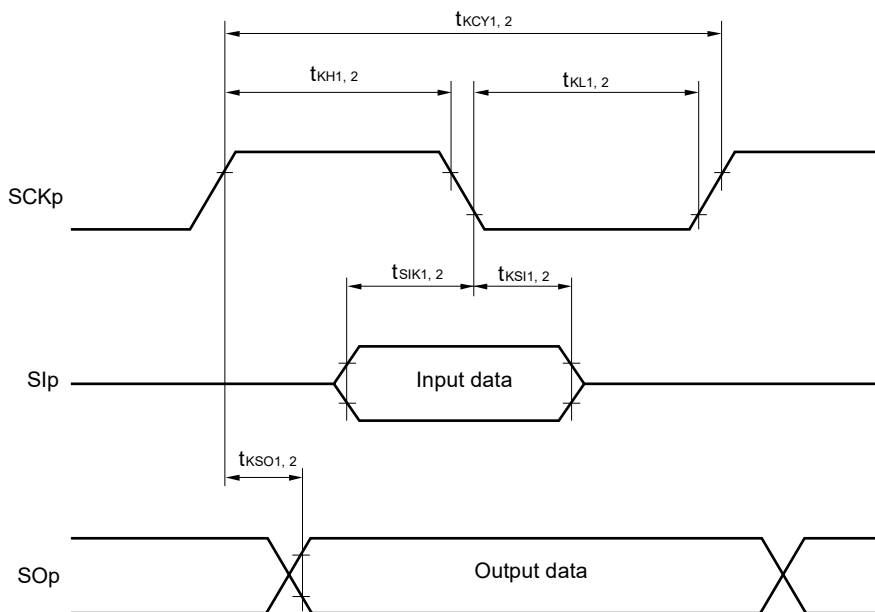 tKCY1, 2
tKH1, 2
tKL1, 2
SCKp
tSIK1, 2
tKSI1, 2
SIp
Input data
tKSO1, 2
SOp
Output data